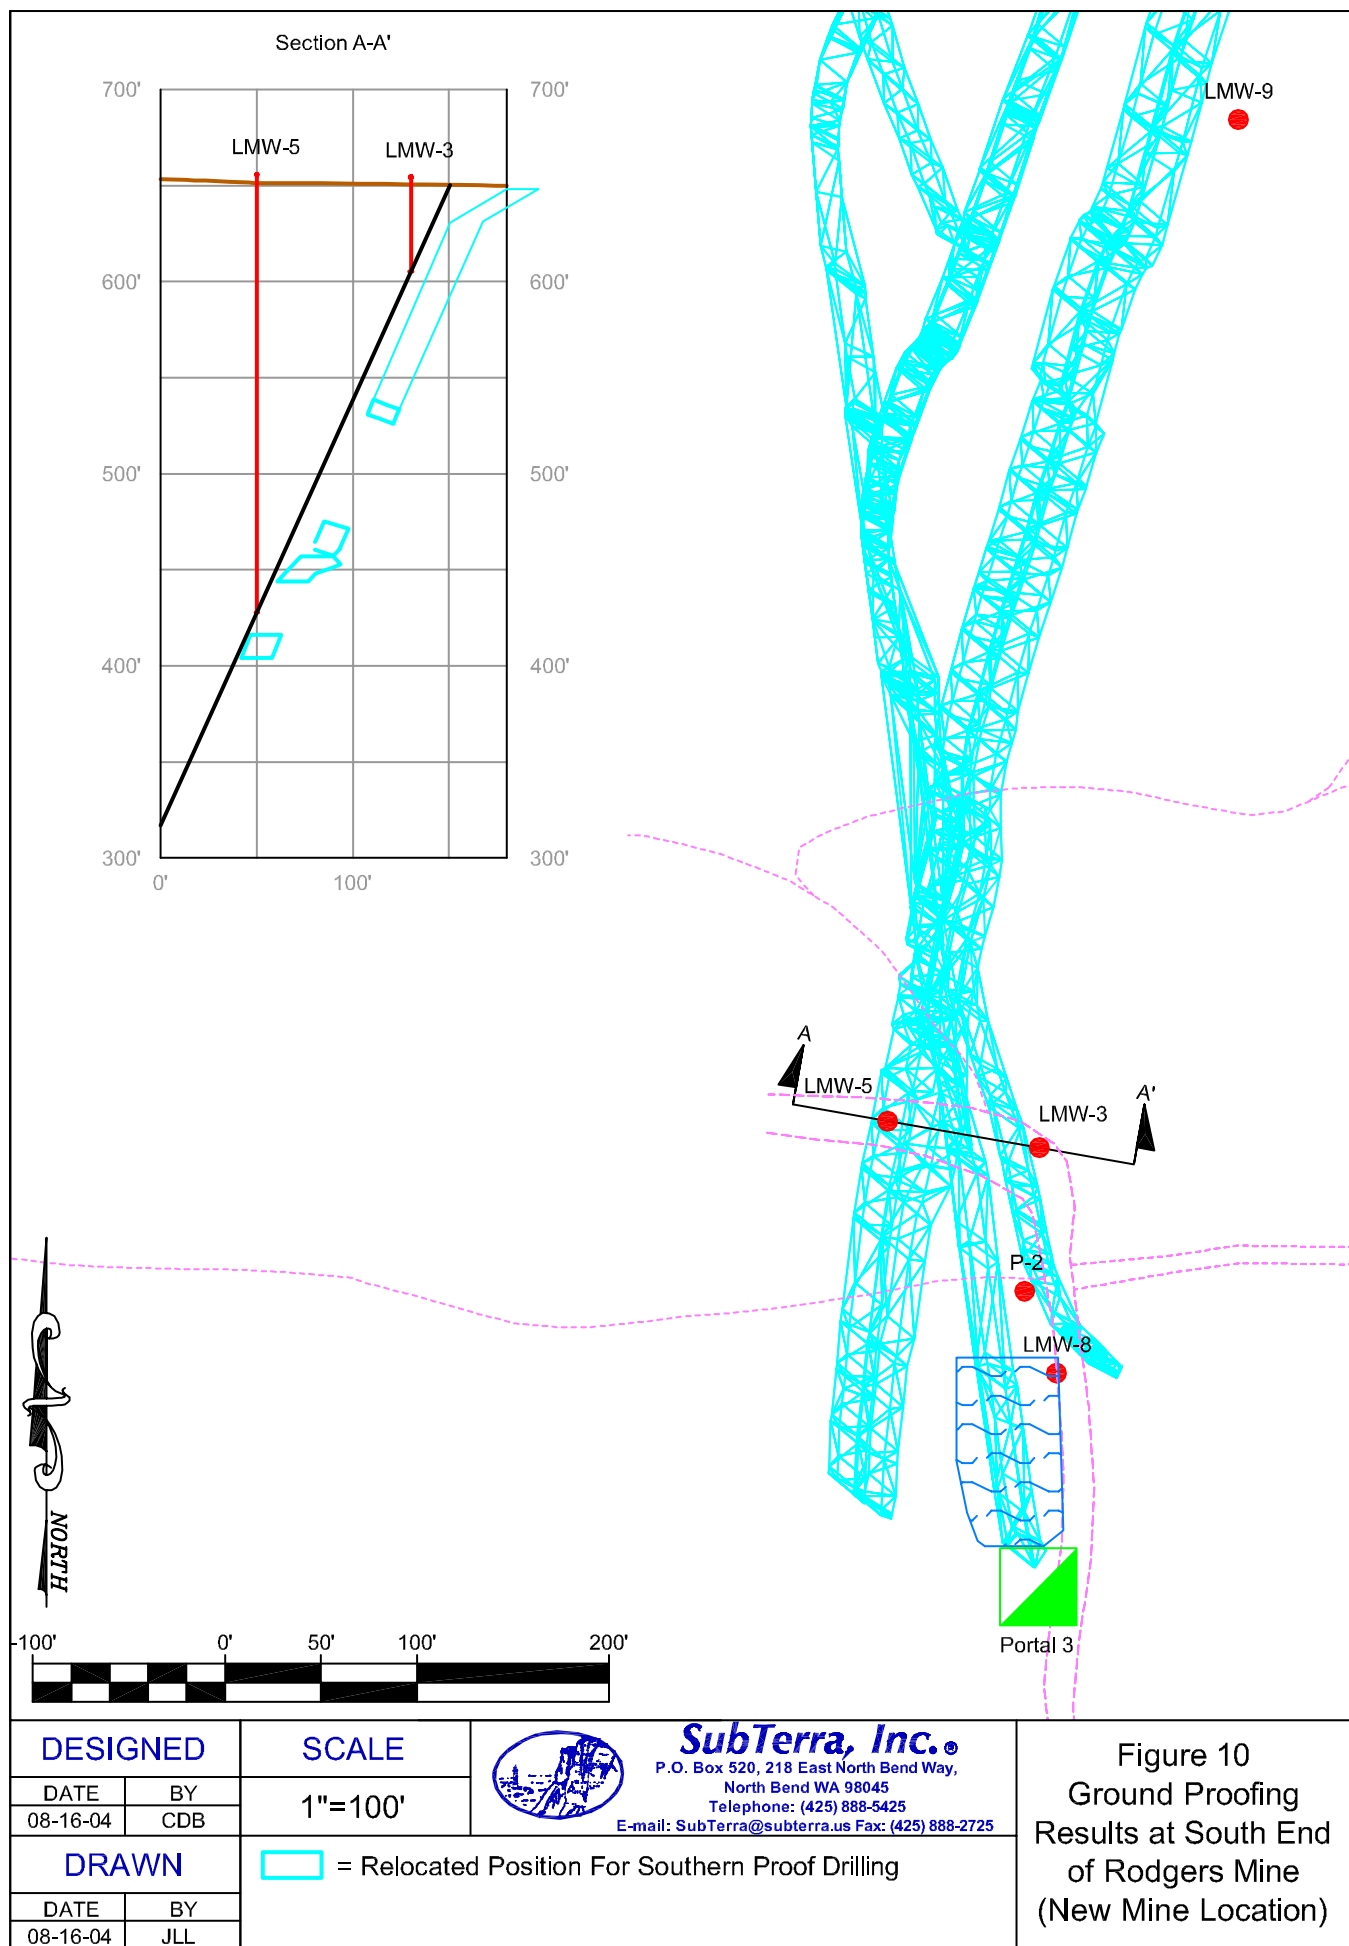 Section A-A'
700'
700'
LMW-5
LMW-3
600'
600'
500'
500'
400'
400'
300'
300'
0'
100'
LMW-9
A
LMW-5
A'
LMW-3
P-2
LMW-8
Portal 3
NORTH
-100'
0'
50'
100'
200'
DESIGNED
DATE
BY
08-16-04
CDB
DRAWN
DATE
BY
08-16-04
JLL
SCALE
1"=100'
SubTerra, Inc.®
P.O. Box 520, 218 East North Bend Way,
North Bend WA 98045
Telephone: (425) 888-5425
E-mail: SubTerra@subterra.us Fax: (425) 888-2725
= Relocated Position For Southern Proof Drilling
Figure 10
Ground Proofing
Results at South End
of Rodgers Mine
(New Mine Location)